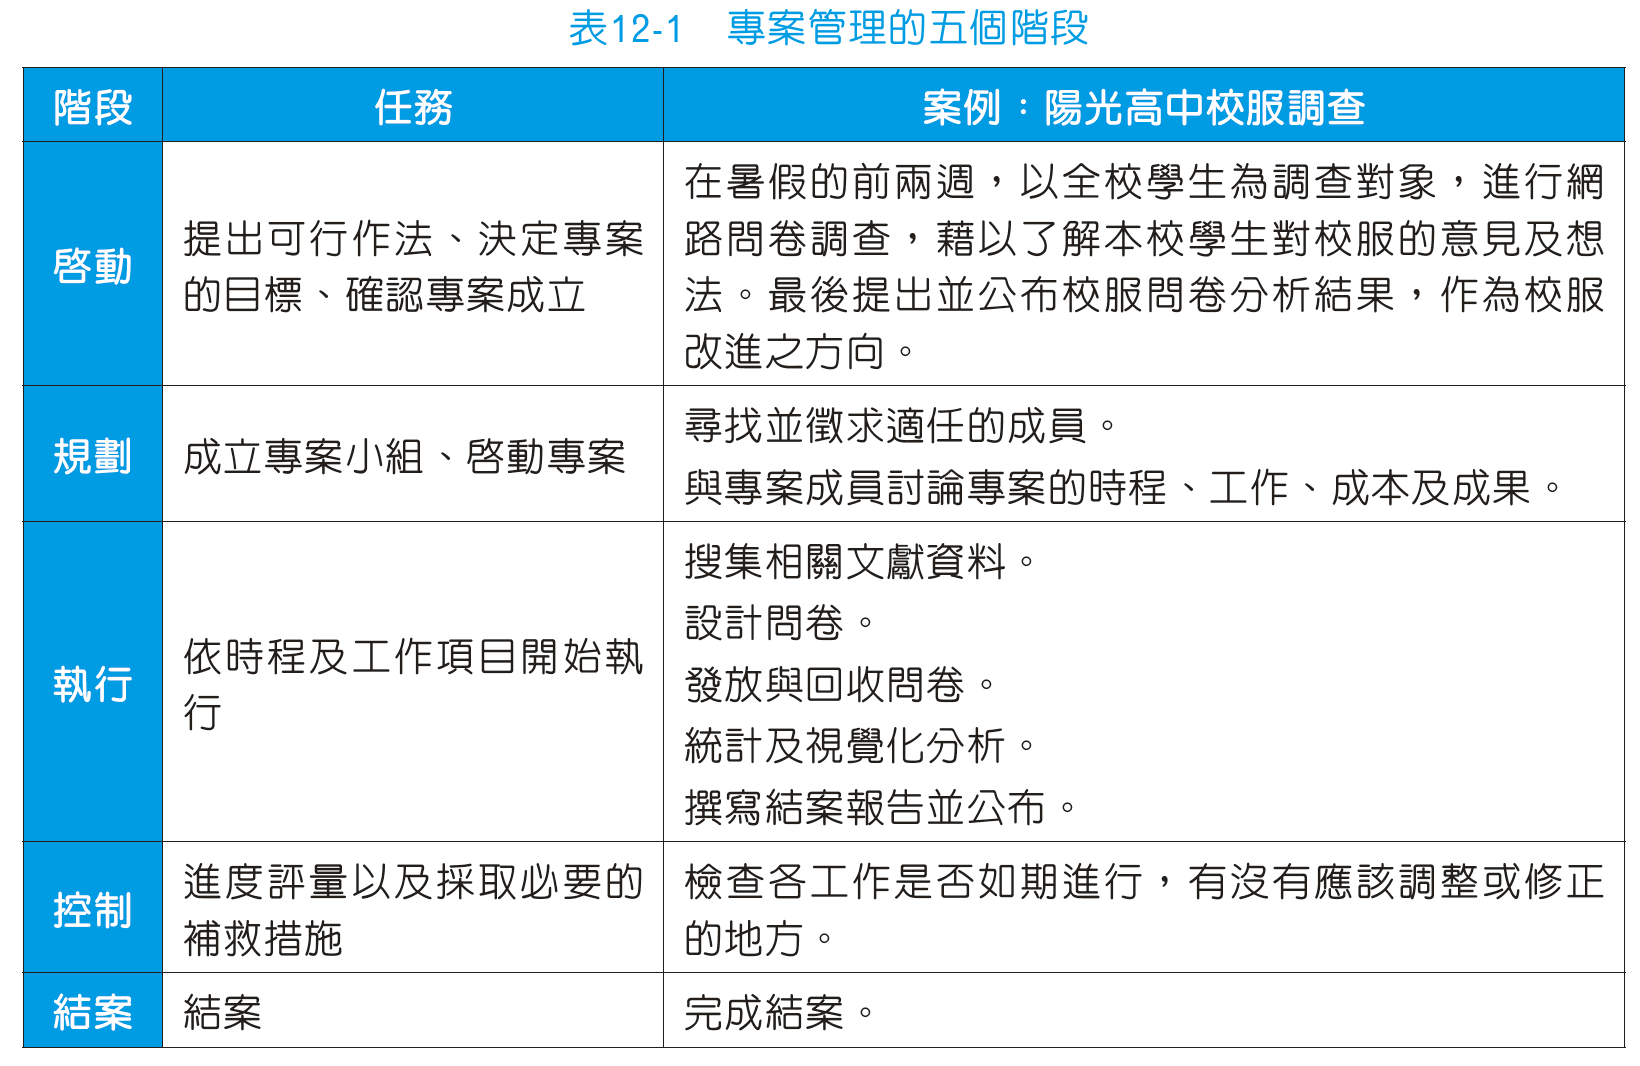 表12-1　專案管理的五個階段
階段
任務
案例：陽光高中校服調查
啓動
提出可行作法、決定專案
的目標、確認專案成立
在暑假的前兩週，以全校學生為調查對象，進行網
路問卷調查，藉以了解本校學生對校服的意見及想
法。最後提出並公布校服問卷分析結果，作為校服
改進之方向。
規劃
成立專案小組、啓動專案
尋找並徵求適任的成員。
與專案成員討論專案的時程、工作、成本及成果。
執行
依時程及工作項目開始執
行
搜集相關文獻資料。
設計問卷。
發放與回收問卷。
統計及視覺化分析。
撰寫結案報告並公布。
控制
進度評量以及採取必要的
補救措施
檢查各工作是否如期進行，有沒有應該調整或修正
的地方。
結案
結案
完成結案。